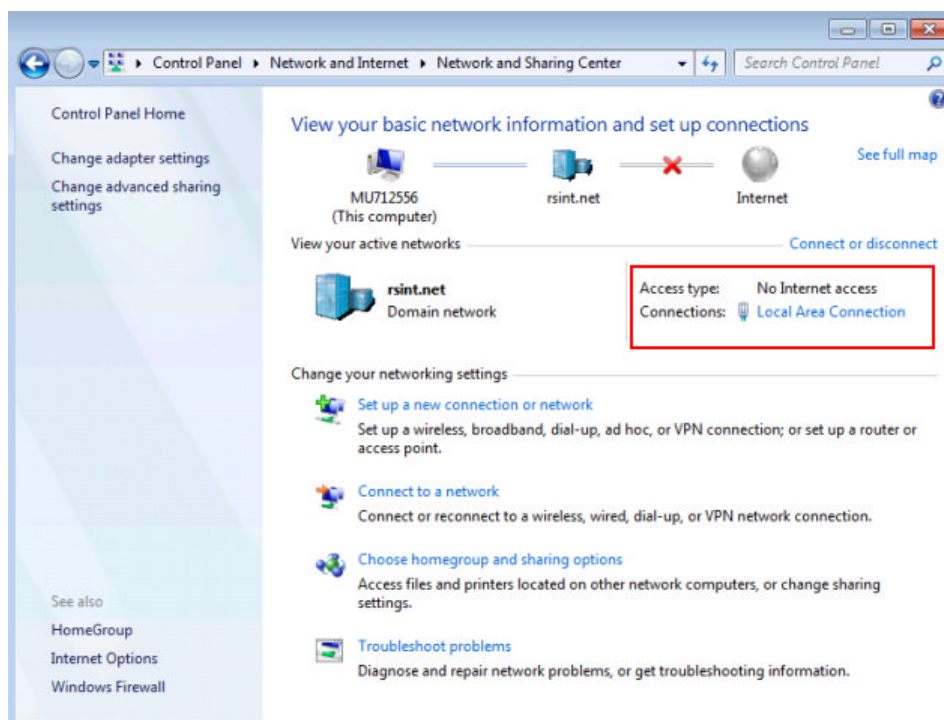 Control Panel Network and Internet Network and Sharing Center Search Control Panel
Control Panel Home
Change adapter settings
Change advanced sharing
settings
View your basic network information and set up connections
See full map
MU712556
(This computer)
rsint.net
Internet
View your active networks
Connect or disconnect
rsint.net
Domain network
Access type: No Internet access
Connections: Local Area Connection
Change your networking settings
Set up a new connection or network
Set up a wireless, broadband, dial-up, ad hoc, or VPN connection; or set up a router or
access point.
Connect to a network
Connect or reconnect to a wireless, wired, dial-up, or VPN network connection.
Choose homegroup and sharing options
Access files and printers located on other network computers, or change sharing
settings.
Troubleshoot problems
Diagnose and repair network problems, or get troubleshooting information.
See also
HomeGroup
Internet Options
Windows Firewall